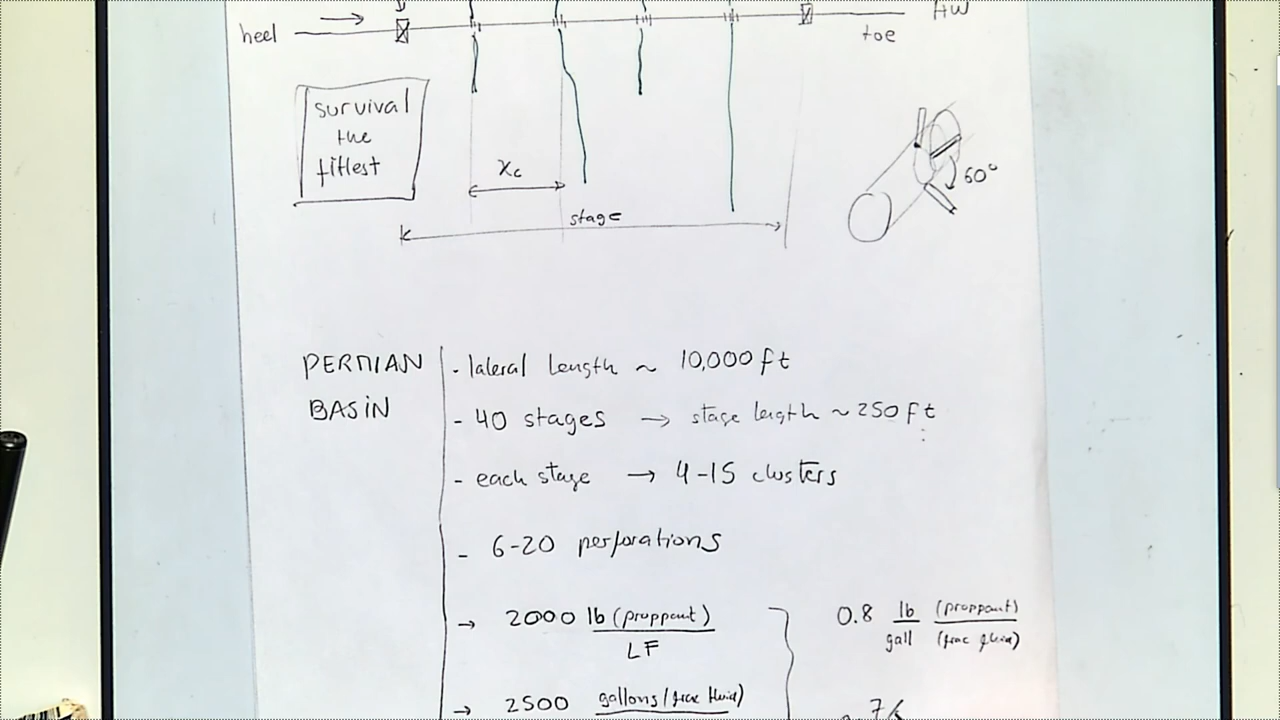 HW
heel
toe
survival
the
fittest
Xc
60°
stage
PERMIAN
BASIN
- lateral length ~ 10,000 ft
- 40 stages → stage length ~ 250 ft
- each stage → 4-15 clusters
- 6-20 perforations
→ 2000 lb (proppant)
LF
0.8 lb (proppant)
gall (frac fluid)
→ 2500 gallons (frac fluid)